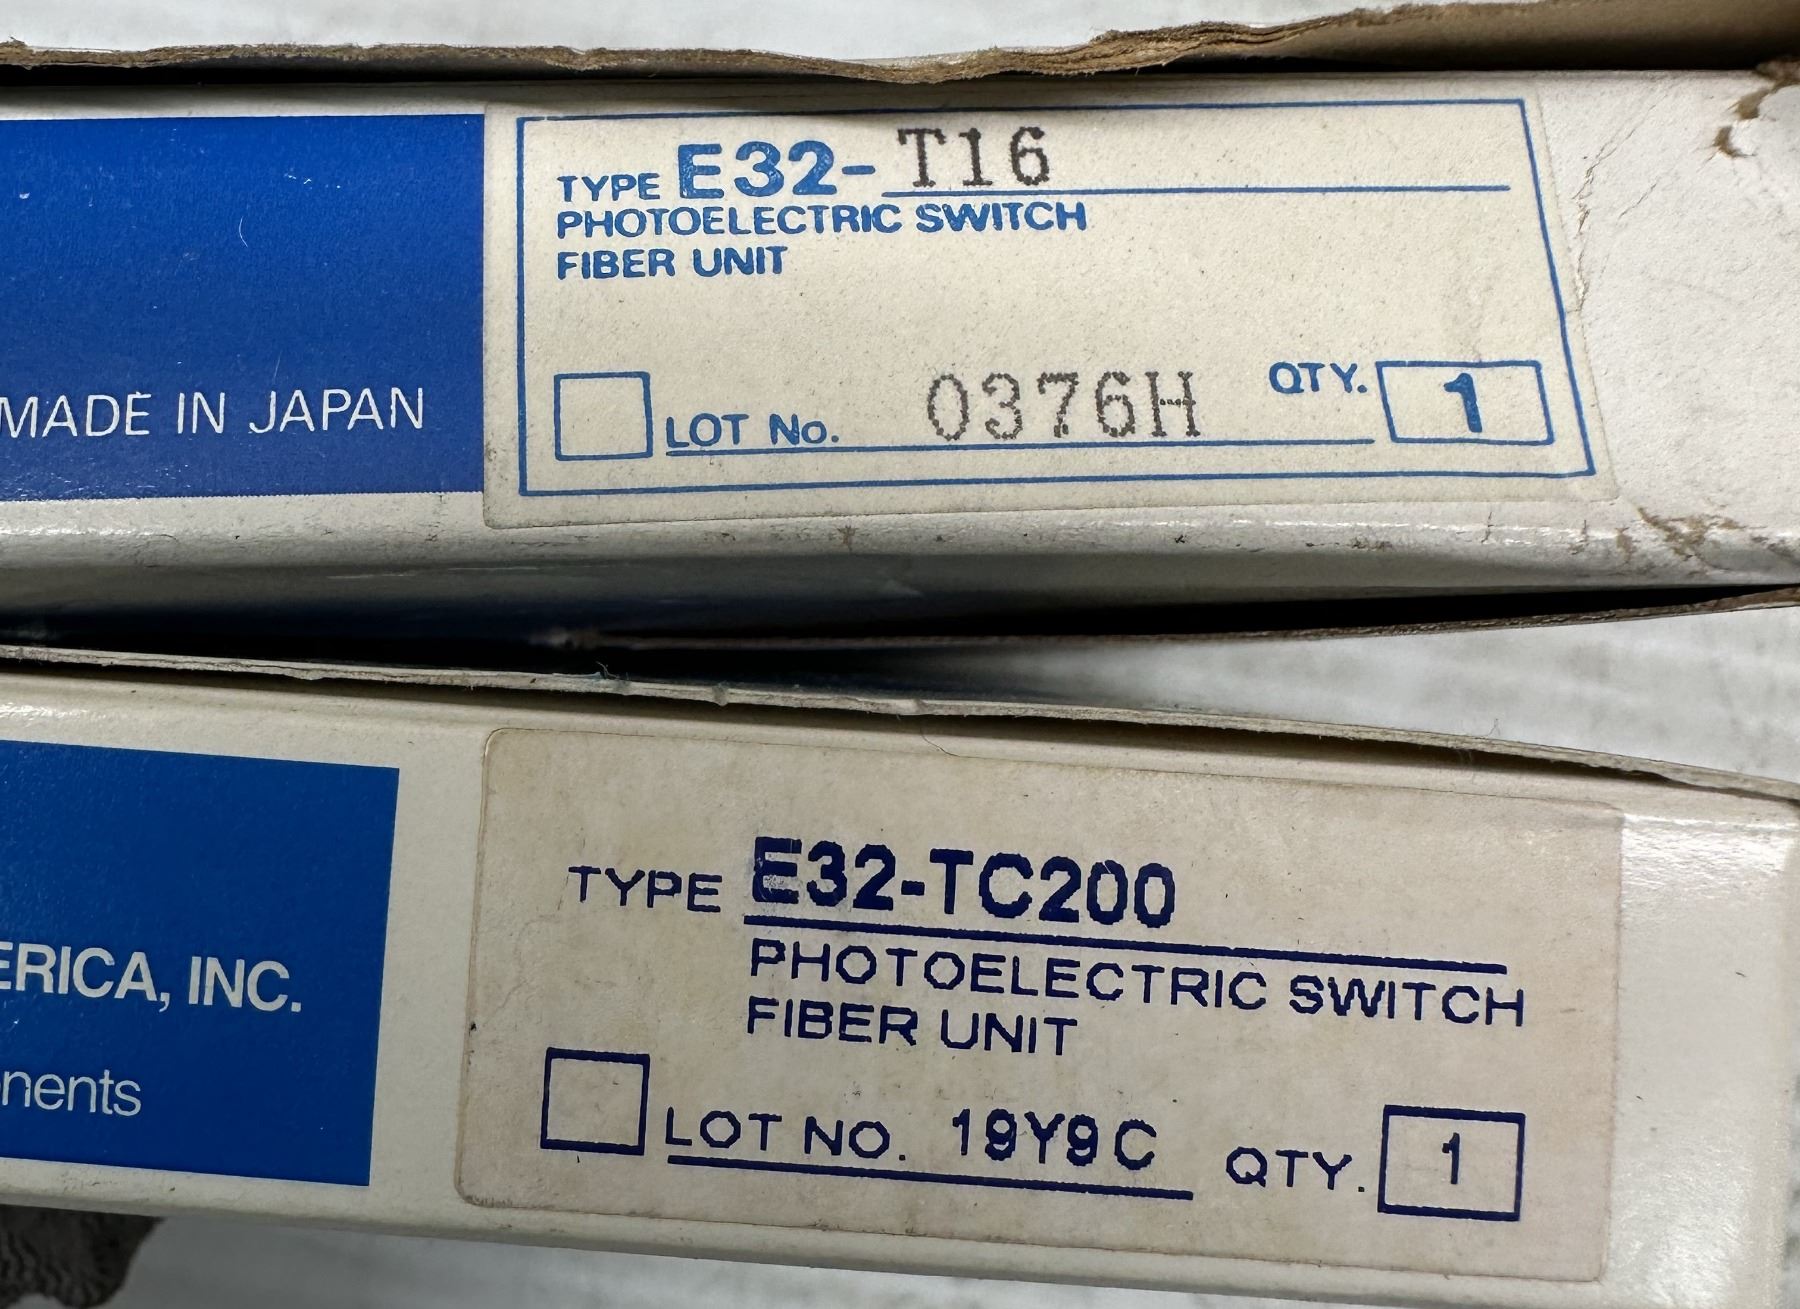 MADE IN JAPAN
TYPE E32-T16
PHOTOELECTRIC SWITCH
FIBER UNIT
LOT No. 0376H QTY. 1
ERICA, INC.
nents
TYPE E32-TC200
PHOTOELECTRIC SWITCH
FIBER UNIT
LOT NO. 19Y9C QTY. 1